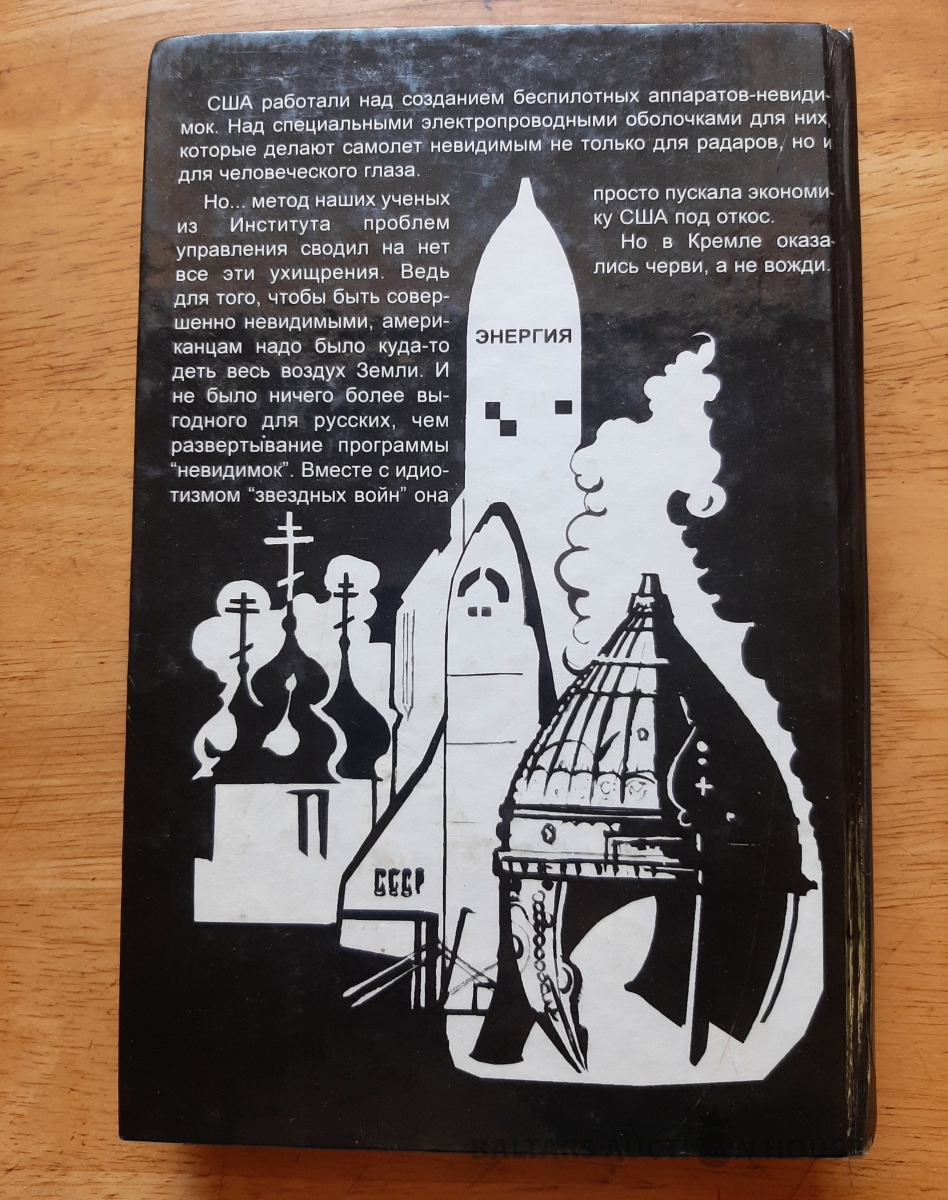 США работали над созданием беспилотных аппаратов-невиди-
мок. Над специальными электропроводными оболочками для них,
которые делают самолет невидимым не только для радаров, но и
для человеческого глаза.
Но... метод наших ученых
из Института проблем
управления сводил на нет
все эти ухищрения. Ведь
для того, чтобы быть совер-
шенно невидимыми, амери-
канцам надо было куда-то
деть весь воздух Земли. И
не было ничего более вы-
годного для русских, чем
развертывание программы
“невидимок”. Вместе с идио-
тизмом “звездных войн” она
просто пускала экономи-
ку США под откос.
Но в Кремле оказа-
лись черви, а не вожди.
ЭНЕРГИЯ
СССР
BALTARS AUCTION HOUSE